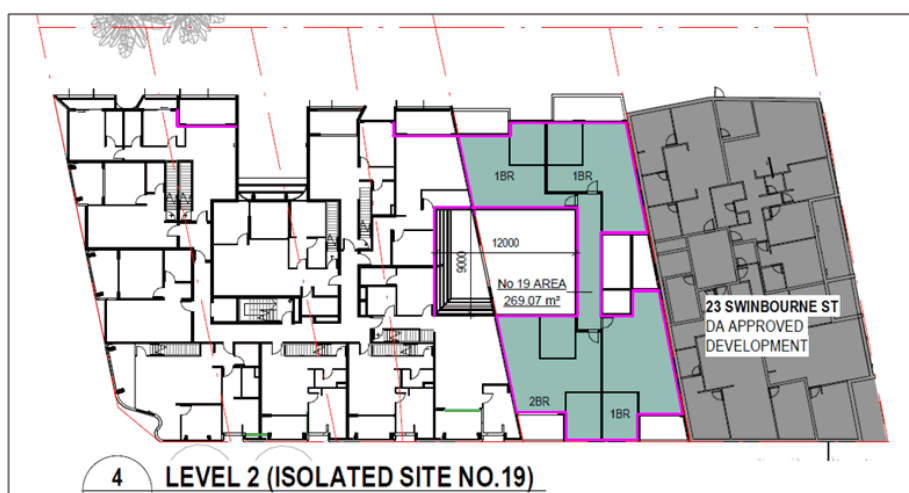 1BR
1BR
12000
9000
No 19 AREA
269.07 m²
23 SWINBOURNE ST
DA APPROVED
DEVELOPMENT
2BR
1BR
4
LEVEL 2 (ISOLATED SITE NO.19)